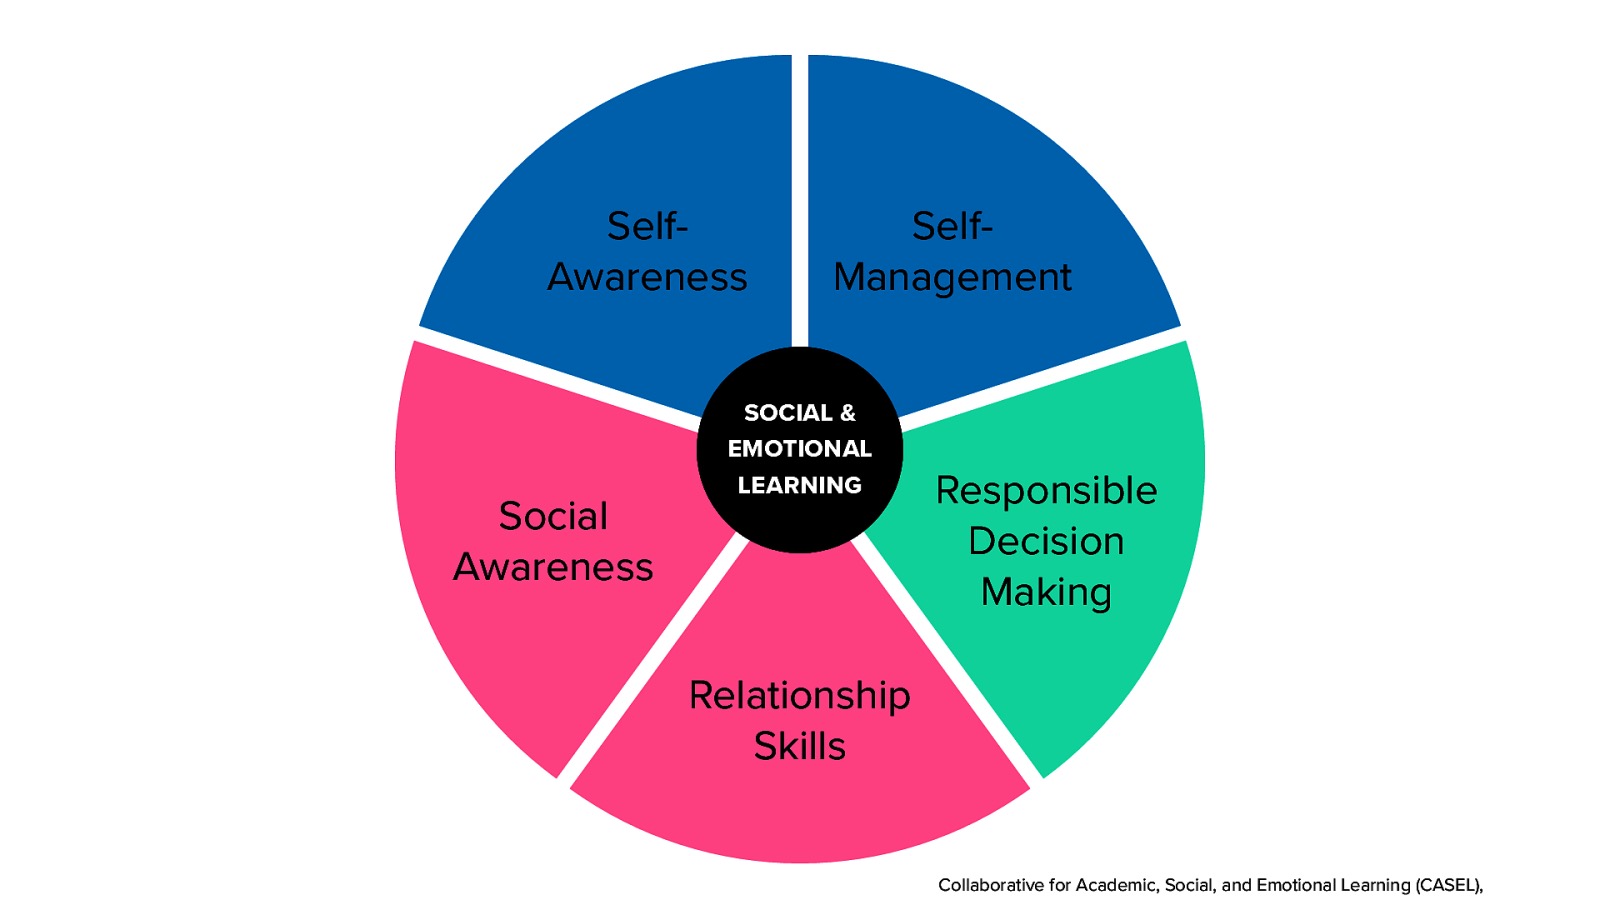 Self-
Awareness
Self-
Management
SOCIAL &
EMOTIONAL
LEARNING
Social
Awareness
Responsible
Decision
Making
Relationship
Skills
Collaborative for Academic, Social, and Emotional Learning (CASEL),